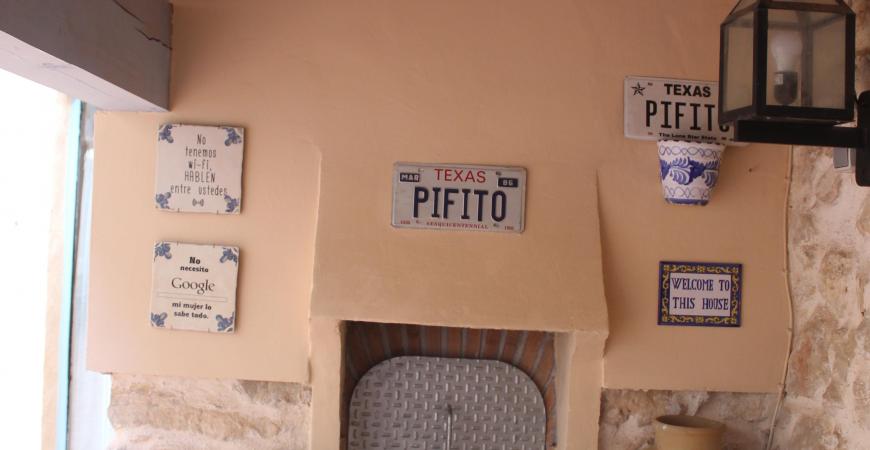 No
tenemos
wi-fi,
HABLEN
entre ustedes
No
necesito
Google
mi mujer lo
sabe todo.
TEXAS
MAR 86
PIFITO
SESQUICENTENNIAL
TEXAS
PIFITO
The Lone Star State
WELCOME TO
THIS HOUSE